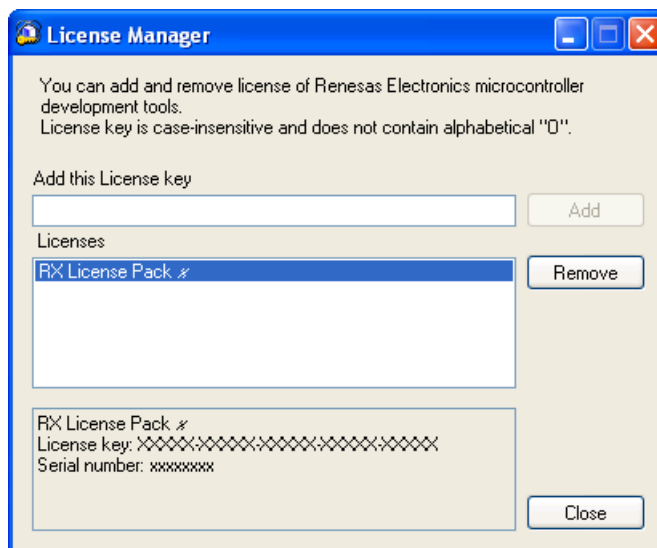 License Manager
You can add and remove license of Renesas Electronics microcontroller
development tools.
License key is case-insensitive and does not contain alphabetical "O".
Add this License key
Add
Licenses
RX License Pack x
Remove
RX License Pack x
License key: XXXXX-XXXXX-XXXXX-XXXXX-XXXXX
Serial number: xxxxxxxx
Close